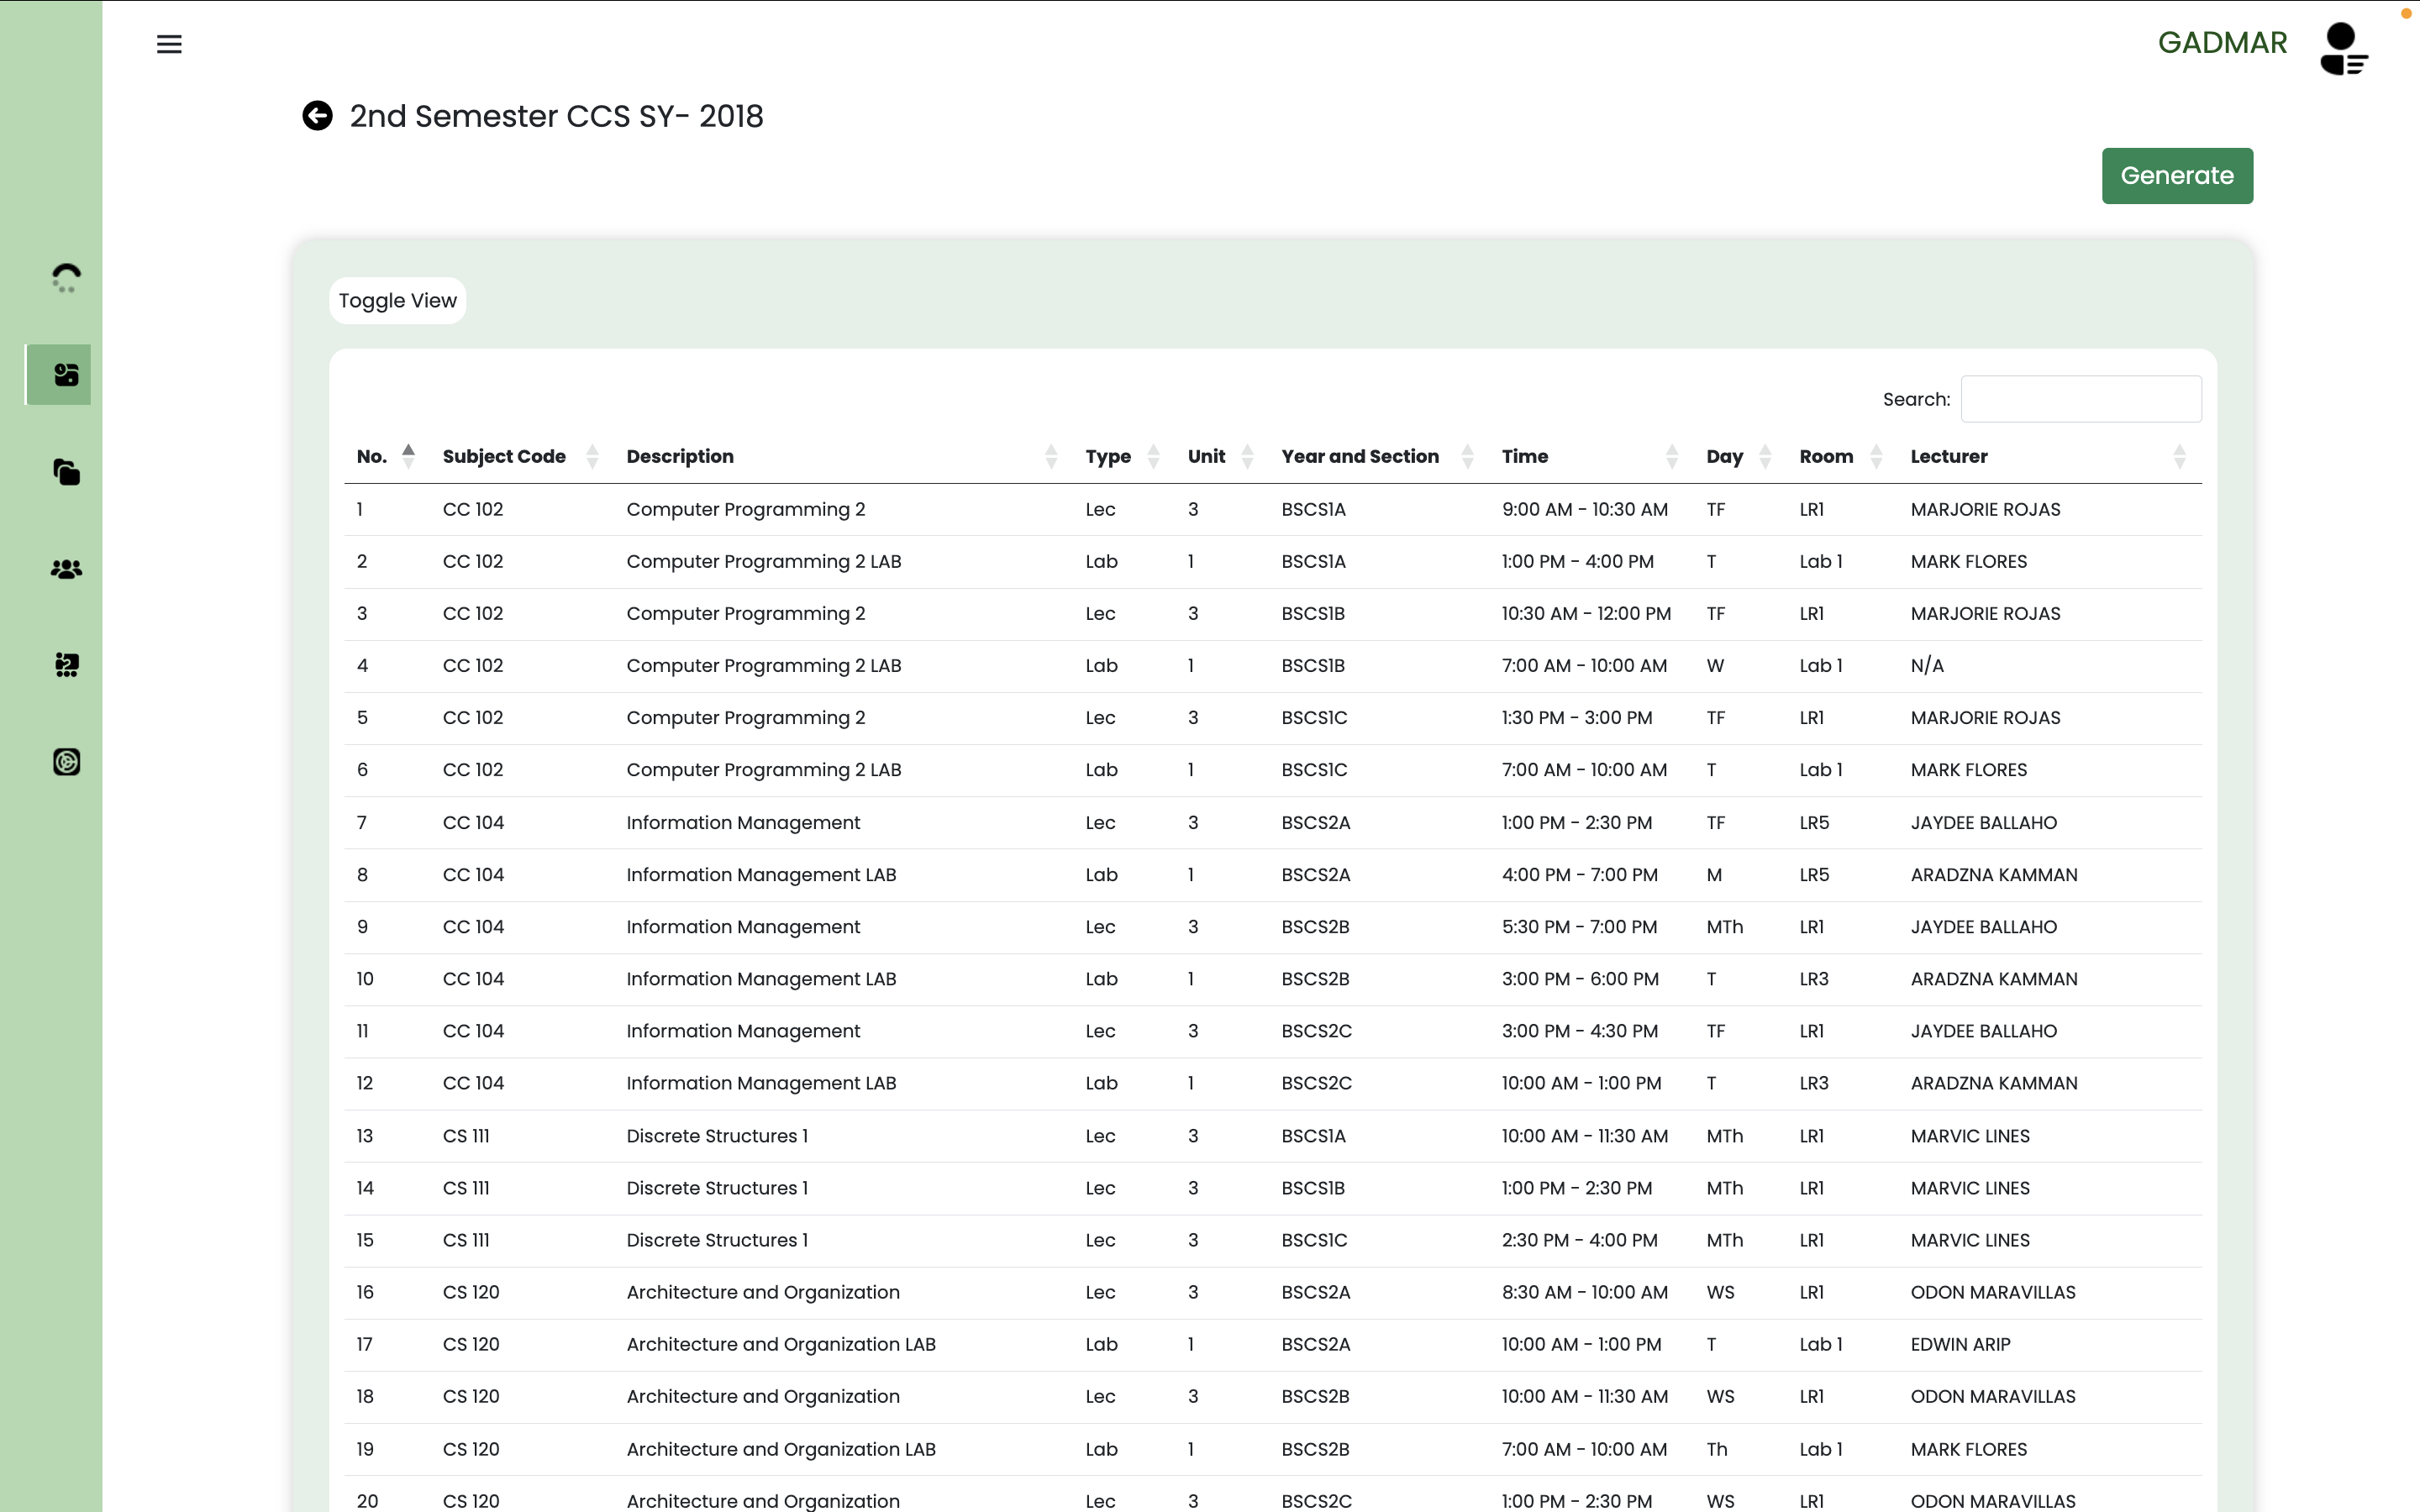 GADMAR
2nd Semester CCS SY- 2018
Generate
Toggle View
Search:
No. Subject Code Description Type Unit Year and Section Time Day Room Lecturer
1 CC 102 Computer Programming 2 Lec 3 BSCS1A 9:00 AM - 10:30 AM TF LR1 MARJORIE ROJAS
2 CC 102 Computer Programming 2 LAB Lab 1 BSCS1A 1:00 PM - 4:00 PM T Lab 1 MARK FLORES
3 CC 102 Computer Programming 2 Lec 3 BSCS1B 10:30 AM - 12:00 PM TF LR1 MARJORIE ROJAS
4 CC 102 Computer Programming 2 LAB Lab 1 BSCS1B 7:00 AM - 10:00 AM W Lab 1 N/A
5 CC 102 Computer Programming 2 Lec 3 BSCS1C 1:30 PM - 3:00 PM TF LR1 MARJORIE ROJAS
6 CC 102 Computer Programming 2 LAB Lab 1 BSCS1C 7:00 AM - 10:00 AM T Lab 1 MARK FLORES
7 CC 104 Information Management Lec 3 BSCS2A 1:00 PM - 2:30 PM TF LR5 JAYDEE BALLAHO
8 CC 104 Information Management LAB Lab 1 BSCS2A 4:00 PM - 7:00 PM M LR5 ARADZNA KAMMAN
9 CC 104 Information Management Lec 3 BSCS2B 5:30 PM - 7:00 PM MTh LR1 JAYDEE BALLAHO
10 CC 104 Information Management LAB Lab 1 BSCS2B 3:00 PM - 6:00 PM T LR3 ARADZNA KAMMAN
11 CC 104 Information Management Lec 3 BSCS2C 3:00 PM - 4:30 PM TF LR1 JAYDEE BALLAHO
12 CC 104 Information Management LAB Lab 1 BSCS2C 10:00 AM - 1:00 PM T LR3 ARADZNA KAMMAN
13 CS 111 Discrete Structures 1 Lec 3 BSCS1A 10:00 AM - 11:30 AM MTh LR1 MARVIC LINES
14 CS 111 Discrete Structures 1 Lec 3 BSCS1B 1:00 PM - 2:30 PM MTh LR1 MARVIC LINES
15 CS 111 Discrete Structures 1 Lec 3 BSCS1C 2:30 PM - 4:00 PM MTh LR1 MARVIC LINES
16 CS 120 Architecture and Organization Lec 3 BSCS2A 8:30 AM - 10:00 AM WS LR1 ODON MARAVILLAS
17 CS 120 Architecture and Organization LAB Lab 1 BSCS2A 10:00 AM - 1:00 PM T Lab 1 EDWIN ARIP
18 CS 120 Architecture and Organization Lec 3 BSCS2B 10:00 AM - 11:30 AM WS LR1 ODON MARAVILLAS
19 CS 120 Architecture and Organization LAB Lab 1 BSCS2B 7:00 AM - 10:00 AM Th Lab 1 MARK FLORES
20 CS 120 Architecture and Organization Lec 3 BSCS2C 1:00 PM - 2:30 PM WS LR1 ODON MARAVILLAS